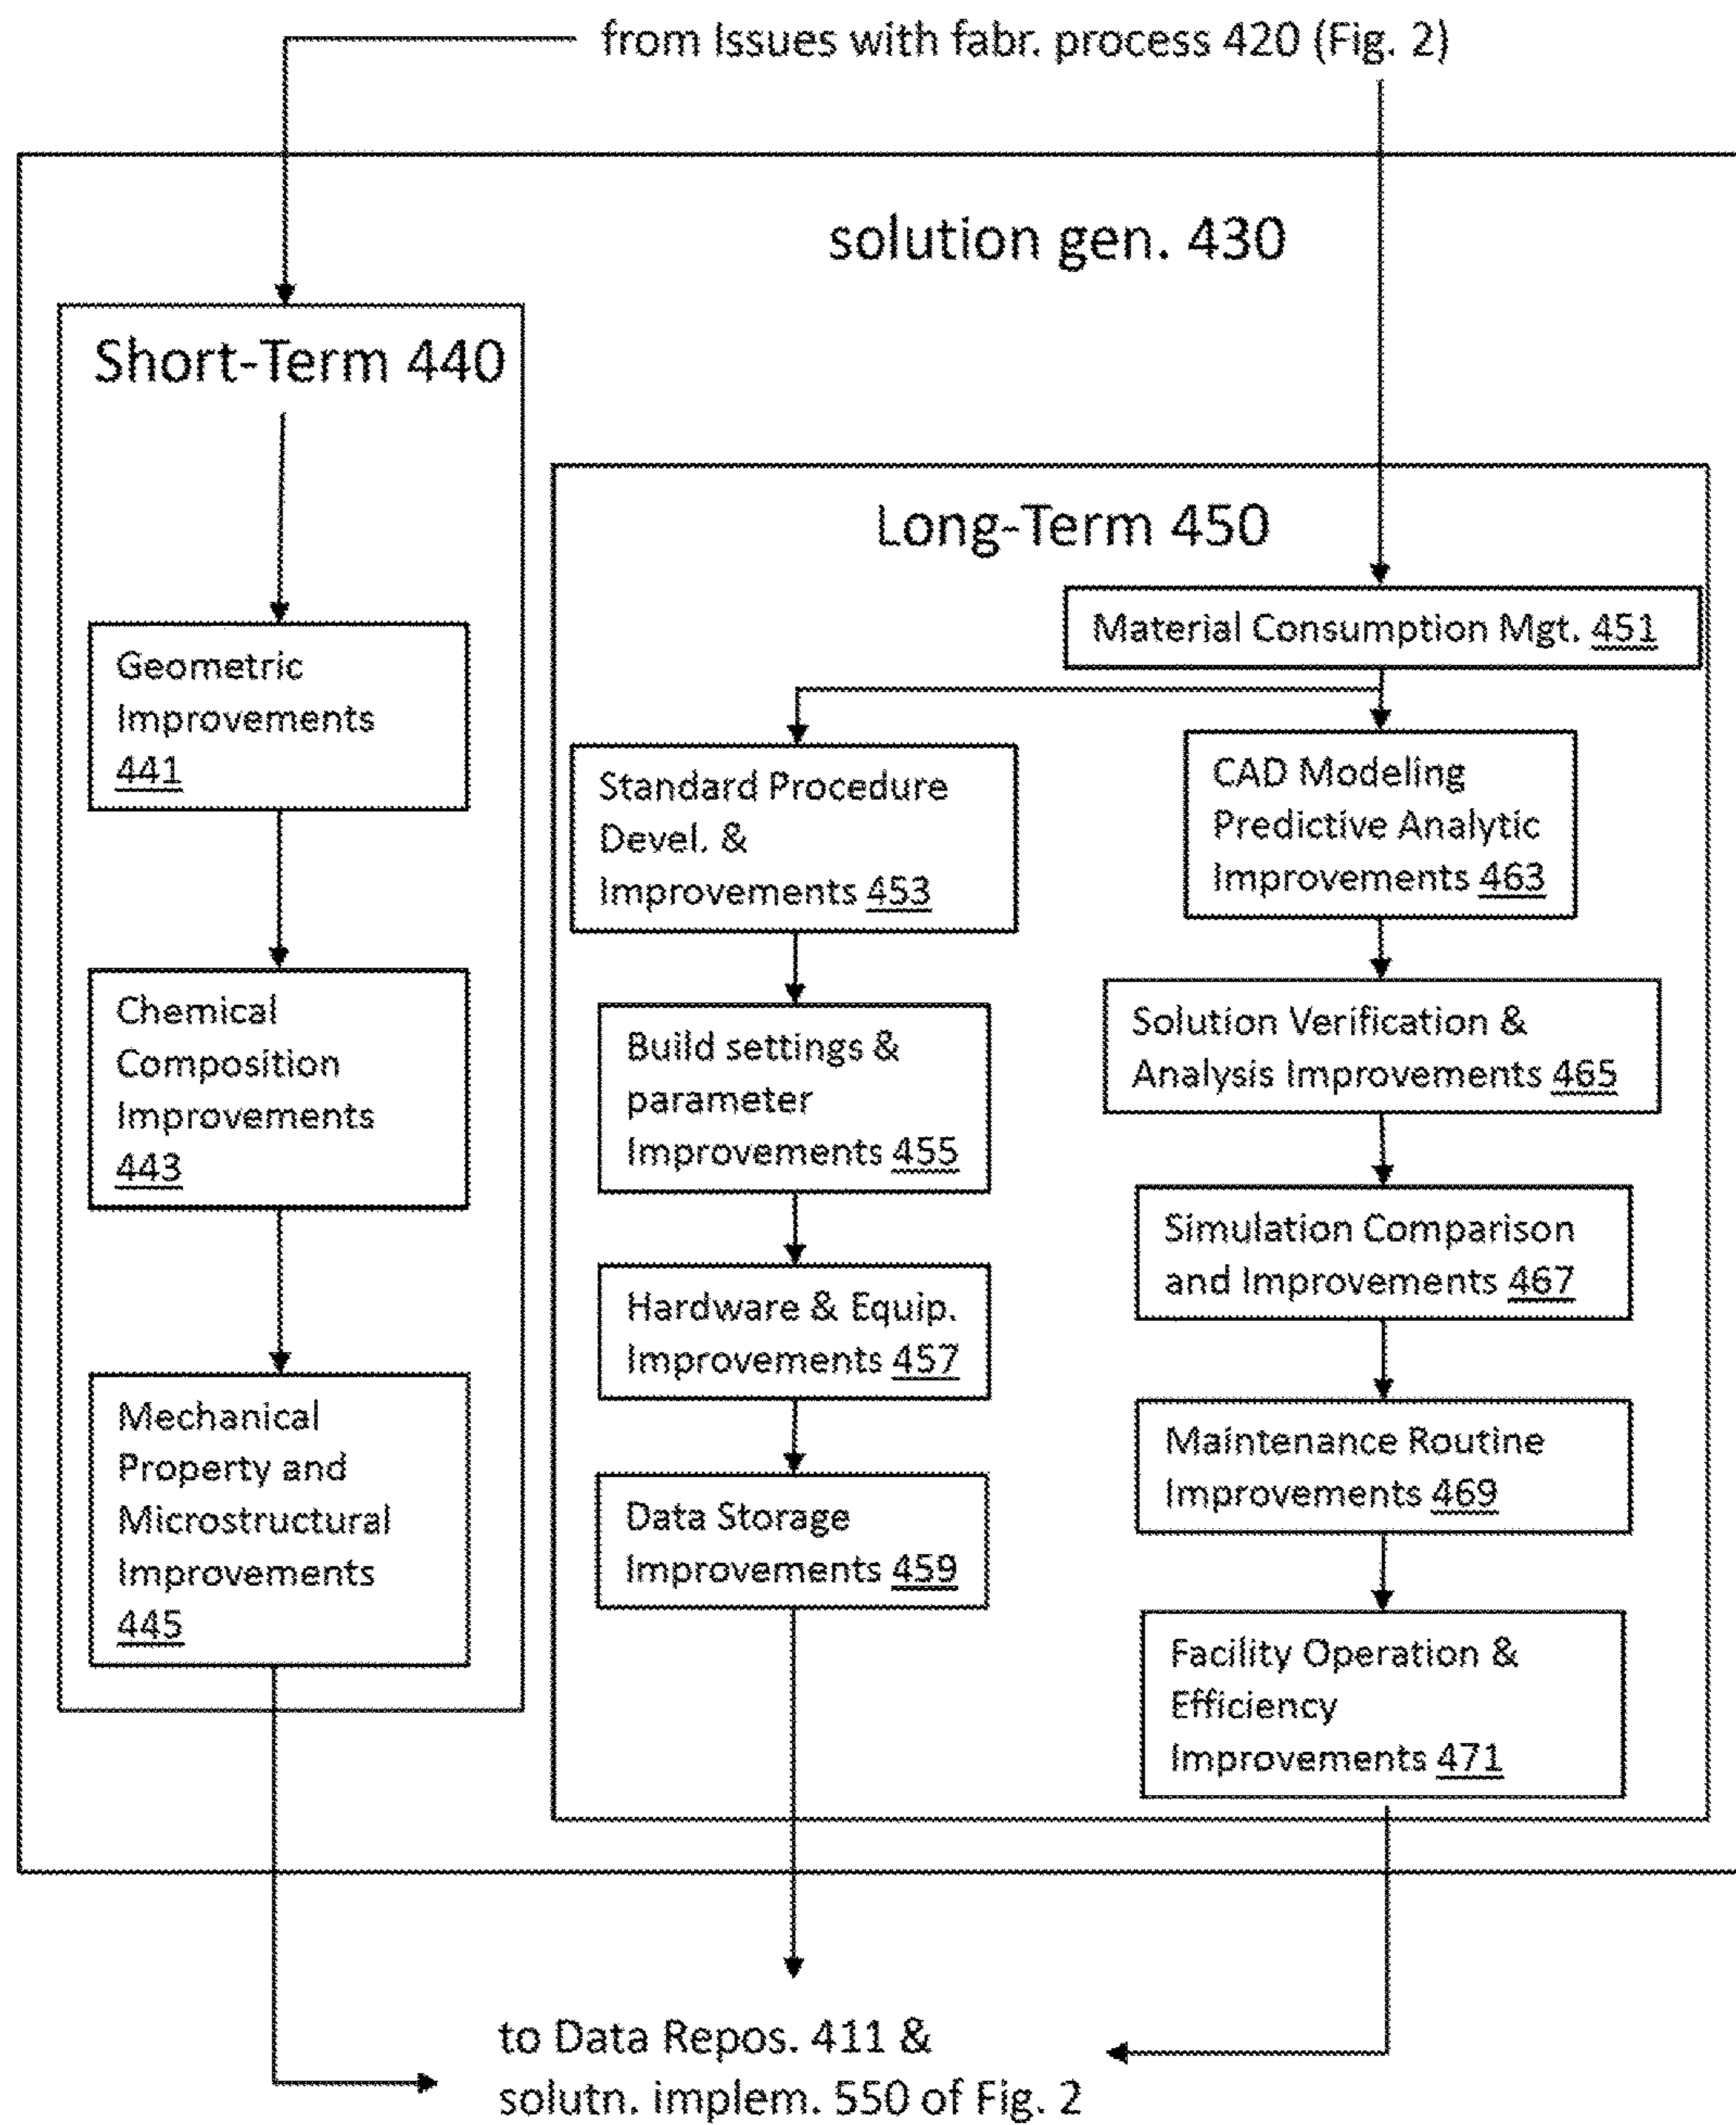 from Issues with fabr. process 420 (Fig. 2)
solution gen. 430
Short-Term 440
Geometric
Improvements
441
Chemical
Composition
Improvements
443
Mechanical
Property and
Microstructural
Improvements
445
Long-Term 450
Material Consumption Mgt. 451
Standard Procedure
Devel. &
Improvements 453
Build settings &
parameter
Improvements 455
Hardware & Equip.
Improvements 457
Data Storage
Improvements 459
CAD Modeling
Predictive Analytic
Improvements 463
Solution Verification &
Analysis Improvements 465
Simulation Comparison
and Improvements 467
Maintenance Routine
Improvements 469
Facility Operation &
Efficiency
Improvements 471
to Data Repos. 411 &
solutn. implem. 550 of Fig. 2